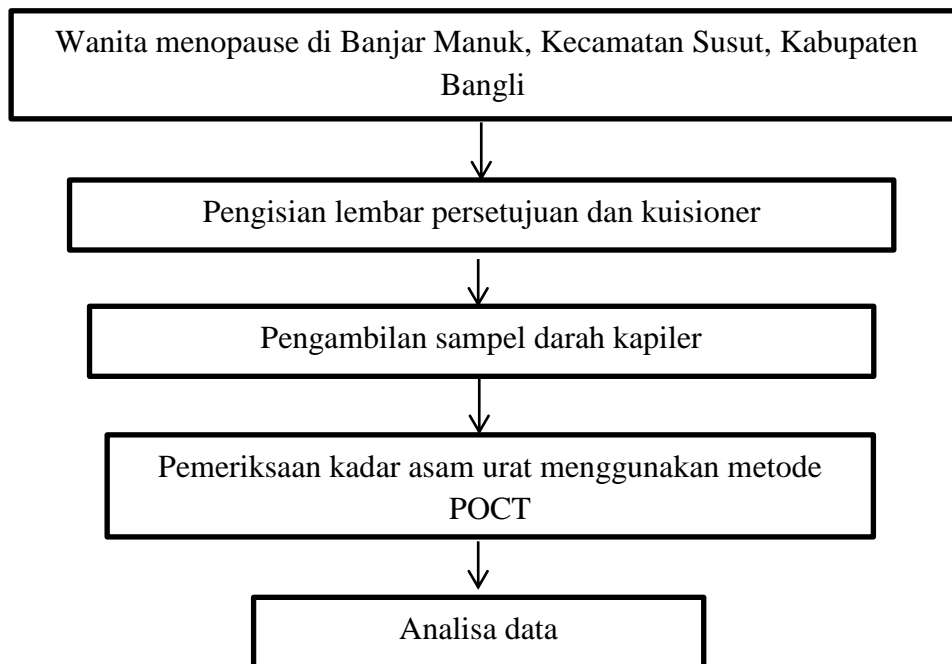 Wanita menopause di Banjar Manuk, Kecamatan Susut, Kabupaten
Bangli
Pengisian lembar persetujuan dan kuisioner
Pengambilan sampel darah kapiler
Pemeriksaan kadar asam urat menggunakan metode
POCT
Analisa data